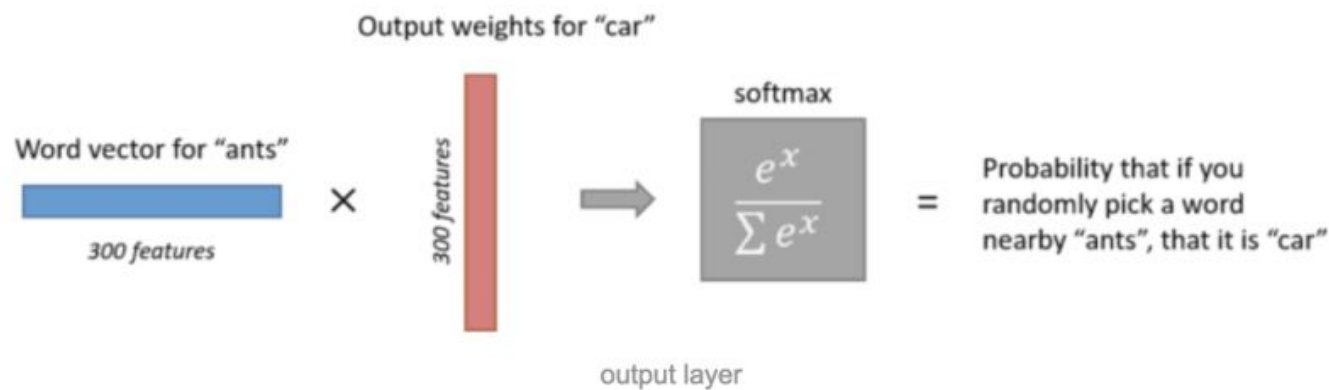 Output weights for “car”
softmax
Word vector for “ants”
×
300 features
e^x
∑ e^x
=
Probability that if you
randomly pick a word
nearby “ants”, that it is “car”
300 features
output layer